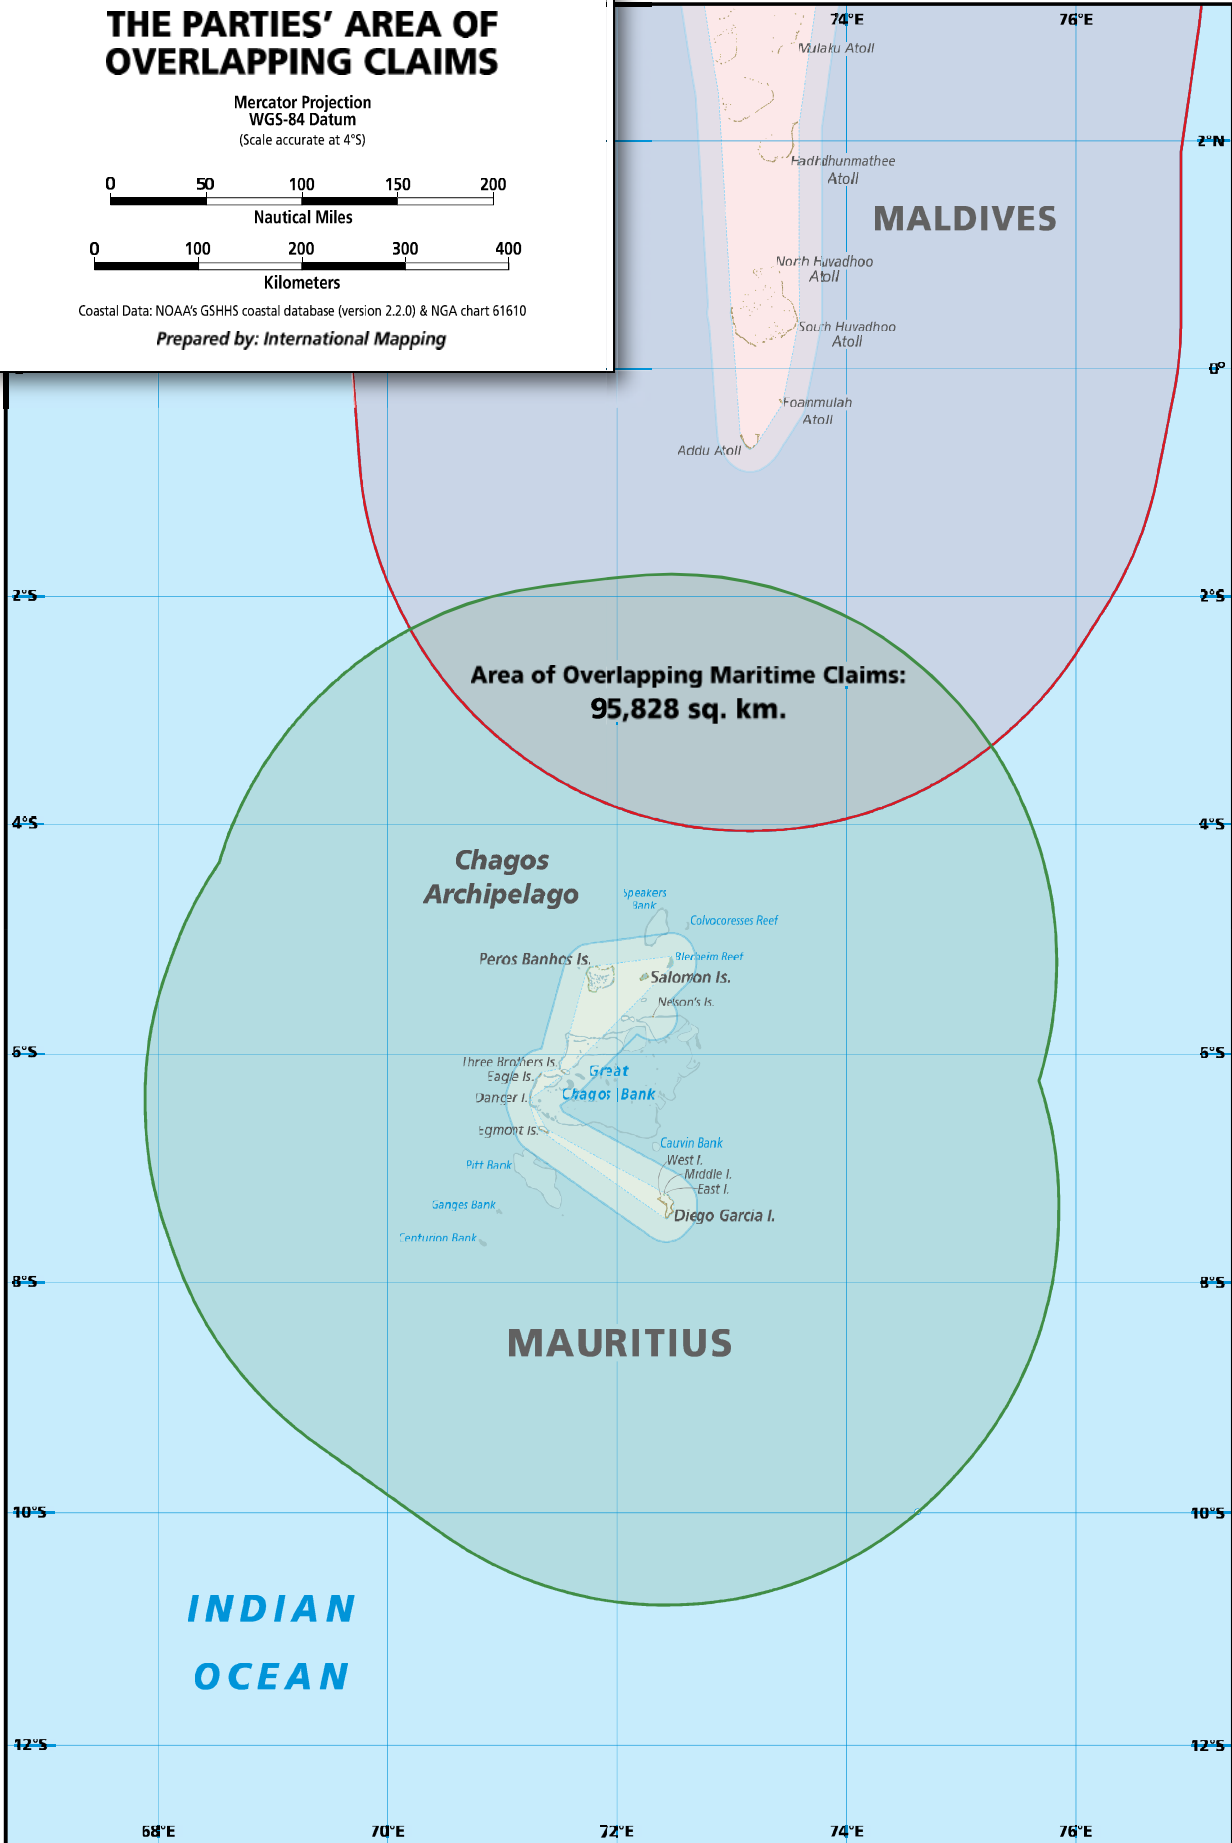 THE PARTIES' AREA OF
OVERLAPPING CLAIMS
Mercator Projection
WGS-84 Datum
(Scale accurate at 4°S)
0 50 100 150 200
Nautical Miles
0 100 200 300 400
Kilometers
Coastal Data: NOAA's GSHHS coastal database (version 2.2.0) & NGA chart 61610
Prepared by: International Mapping
74°E 76°E
Mulaku Atoll
2°N
Hadhdhunmathee
Atoll
MALDIVES
North Huvadhoo
Atoll
South Huvadhoo
Atoll
0°
Foammulah
Atoll
Addu Atoll
2°S 2°S
Area of Overlapping Maritime Claims:
95,828 sq. km.
4°S 4°S
Chagos
Archipelago
Speakers
Bank
Colvocoresses Reef
Peros Banhos Is.
Blenheim Reef
Salomon Is.
Nelson's Is.
6°S 6°S
Three Brothers Is.
Eagle Is.
Great
Chagos Bank
Danger I.
Egmont Is.
Cauvin Bank
West I.
Pitt Bank
Middle I.
East I.
Ganges Bank
Diego Garcia I.
Centurion Bank
8°S 8°S
MAURITIUS
10°S 10°S
INDIAN
OCEAN
12°S 12°S
68°E 70°E 72°E 74°E 76°E